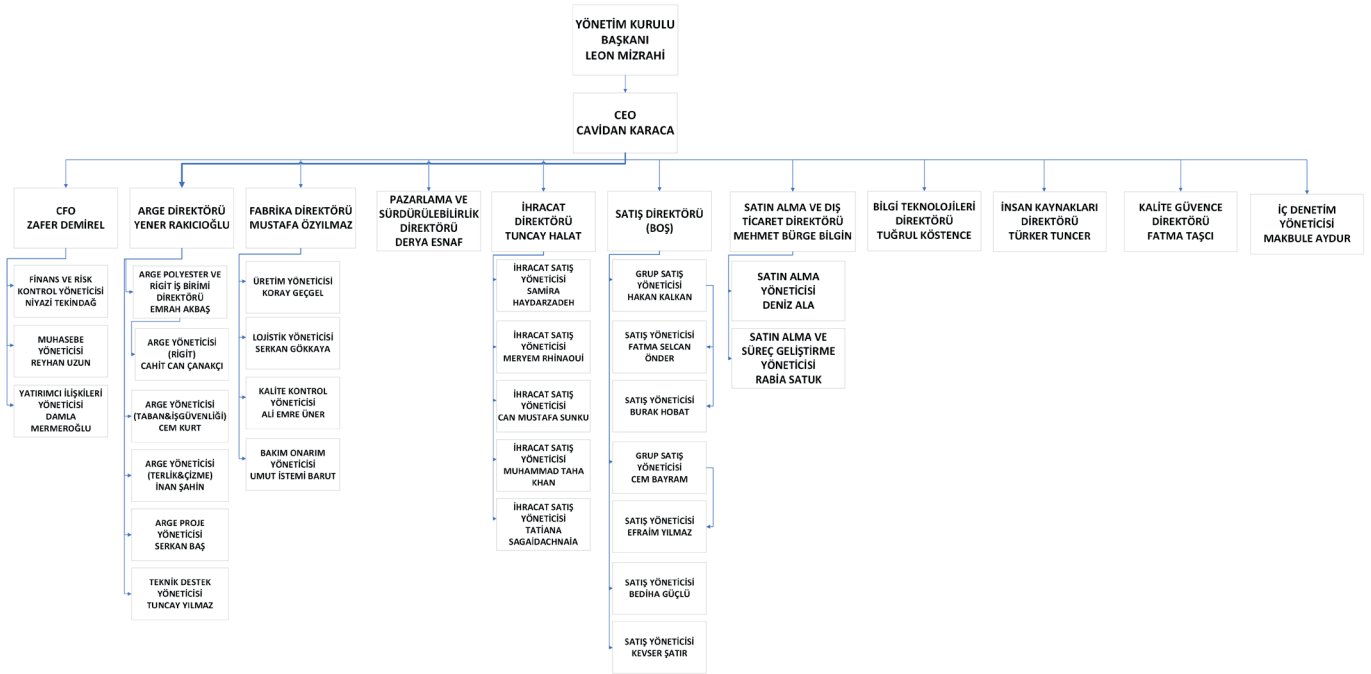 YÖNETİM KURULU
BAŞKANI
LEON MİZRAHİ
CEO
CAVİDAN KARACA
CFO
ZAFER DEMİREL
FİNANS VE RİSK
KONTROL YÖNETİCİSİ
NİYAZİ TEKİNDAĞ
MUHASEBE
YÖNETİCİSİ
REYHAN UZUN
YATIRIMCI İLİŞKİLERİ
YÖNETİCİSİ
DAMLA
MERMEROĞLU
ARGE DİREKTÖRÜ
YENER RAKICIOĞLU
ARGE POLYESTER VE
RİGİT İŞ BİRİMİ
DİREKTÖRÜ
EMRAH AKBAŞ
ARGE YÖNETİCİSİ
(RİGİT)
CAHİT CAN ÇANAKÇI
ARGE YÖNETİCİSİ
(TABAN&İŞGÜVENLİĞİ)
CEM KURT
ARGE YÖNETİCİSİ
(TERLİK&ÇİZME)
İNAN ŞAHİN
ARGE PROJE
YÖNETİCİSİ
SERKAN BAŞ
TEKNİK DESTEK
YÖNETİCİSİ
TUNCAY YILMAZ
FABRİKA DİREKTÖRÜ
MUSTAFA ÖZYILMAZ
ÜRETİM YÖNETİCİSİ
KORAY GEÇGEL
LOJİSTİK YÖNETİCİSİ
SERKAN GÖKKAYA
KALİTE KONTROL
YÖNETİCİSİ
ALİ EMRE ÜNER
BAKIM ONARIM
YÖNETİCİSİ
UMUT İSTEMİ BARUT
PAZARLAMA VE
SÜRDÜRÜLEBİLİRLİK
DİREKTÖRÜ
DERYA ESNAF
İHRACAT
DİREKTÖRÜ
TUNCAY HALAT
İHRACAT SATIŞ
YÖNETİCİSİ
SAMİRA
HAYDARZADEH
İHRACAT SATIŞ
YÖNETİCİSİ
MERYEM RHİNAOUİ
İHRACAT SATIŞ
YÖNETİCİSİ
CAN MUSTAFA SUNKU
İHRACAT SATIŞ
YÖNETİCİSİ
MUHAMMAD TAHA
KHAN
İHRACAT SATIŞ
YÖNETİCİSİ
TATİANA
SAGAİDACHNAİA
SATIŞ DİREKTÖRÜ
(BOŞ)
GRUP SATIŞ
YÖNETİCİSİ
HAKAN KALKAN
SATIŞ YÖNETİCİSİ
FATMA SELCAN
ÖNDER
SATIŞ YÖNETİCİSİ
BURAK HOBAT
GRUP SATIŞ
YÖNETİCİSİ
CEM BAYRAM
SATIŞ YÖNETİCİSİ
EFRAİM YILMAZ
SATIŞ YÖNETİCİSİ
BEDİHA GÜÇLÜ
SATIŞ YÖNETİCİSİ
KEVSER ŞATIR
SATIN ALMA VE DIŞ
TİCARET DİREKTÖRÜ
MEHMET BÜRGE BİLGİN
SATIN ALMA
YÖNETİCİSİ
DENİZ ALA
SATIN ALMA VE
SÜREÇ GELİŞTİRME
YÖNETİCİSİ
RABİA SATUK
BİLGİ TEKNOLOJİLERİ
DİREKTÖRÜ
TUĞRUL KÖSTENCE
İNSAN KAYNAKLARI
DİREKTÖRÜ
TÜRKER TUNCER
KALİTE GÜVENCE
DİREKTÖRÜ
FATMA TAŞCI
İÇ DENETİM
YÖNETİCİSİ
MAKBULE AYDUR